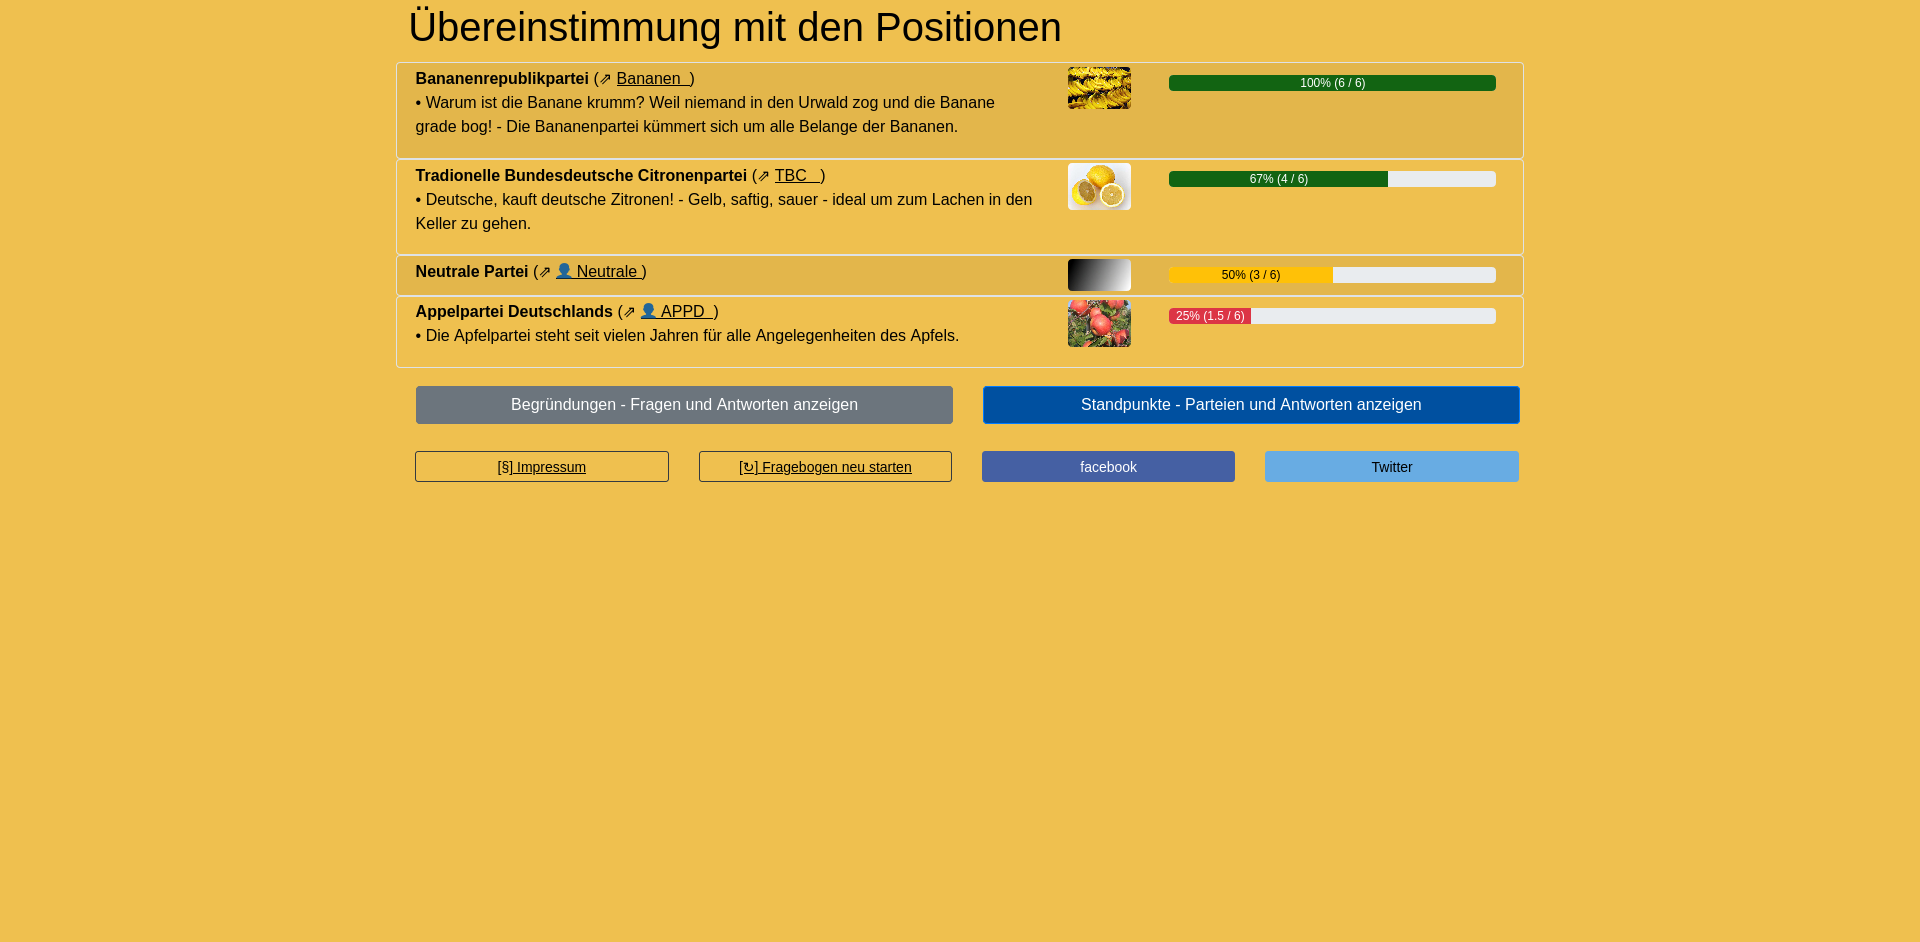 Übereinstimmung mit den Positionen
Bananenrepublikpartei (⇗ Bananen )
100% (6 / 6)
• Warum ist die Banane krumm? Weil niemand in den Urwald zog und die Banane
grade bog! - Die Bananenpartei kümmert sich um alle Belange der Bananen.
Tradionelle Bundesdeutsche Citronenpartei (⇗ TBC )
67% (4 / 6)
• Deutsche, kauft deutsche Zitronen! - Gelb, saftig, sauer - ideal um zum Lachen in den
Keller zu gehen.
Neutrale Partei (⇗ 👤 Neutrale )
50% (3 / 6)
Appelpartei Deutschlands (⇗ 👤 APPD )
25% (1.5 / 6)
• Die Apfelpartei steht seit vielen Jahren für alle Angelegenheiten des Apfels.
Begründungen - Fragen und Antworten anzeigen
Standpunkte - Parteien und Antworten anzeigen
[§] Impressum
[↻] Fragebogen neu starten
facebook
Twitter